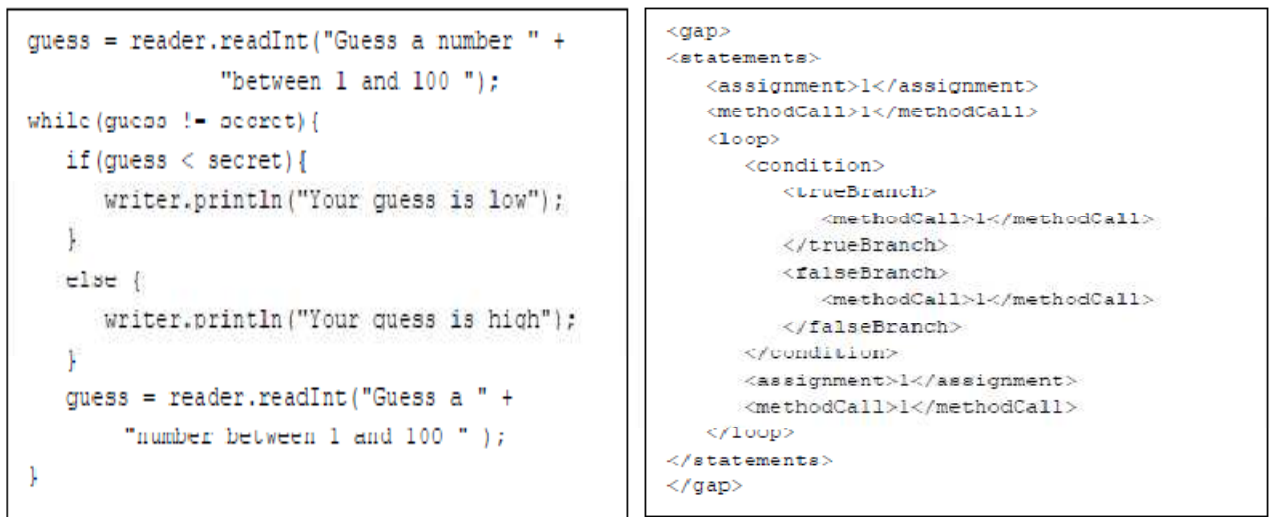 guess = reader.readInt("Guess a number " +
"between 1 and 100 ");
while(guess != secret){
if(guess < secret){
writer.println("Your guess is low");
}
else {
writer.println("Your guess is high");
}
guess = reader.readInt("Guess a " +
"number between 1 and 100 " );
}
<gap>
<statements>
<assignment>1</assignment>
<methodCall>1</methodCall>
<loop>
<condition>
<trueBranch>
<methodCall>1</methodCall>
</trueBranch>
<falseBranch>
<methodCall>1</methodCall>
</falseBranch>
</condition>
<assignment>1</assignment>
<methodCall>1</methodCall>
</loop>
</statements>
</gap>